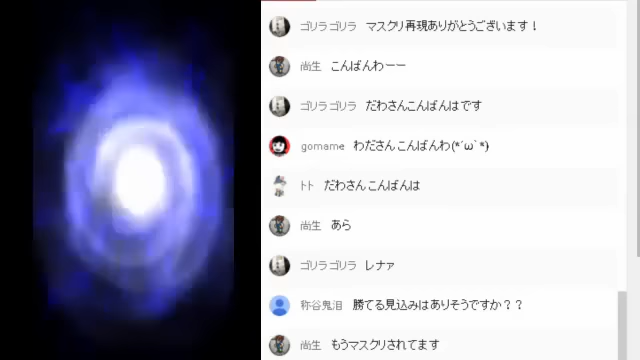 ゴリラゴリラ マスクリ再現ありがとうございます！
尚生 こんばんわーー
ゴリラゴリラ だわさんこんばんはです
gomame わださんこんばんわ(*´ω`*)
トト だわさんこんばんは
尚生 あら
ゴリラゴリラ レナァ
称谷鬼泪 勝てる見込みはありそうですか？？
尚生 もうマスクリされてます